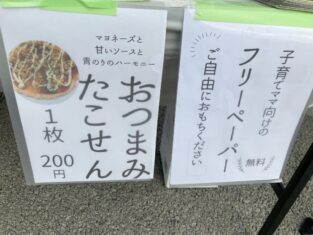 マヨネーズと
甘いソースと
青のりのハーモニー
おつまみ
たこせん
1枚
200円
子育てママ向けの
フリーペーパー
ご自由におもちください
無料